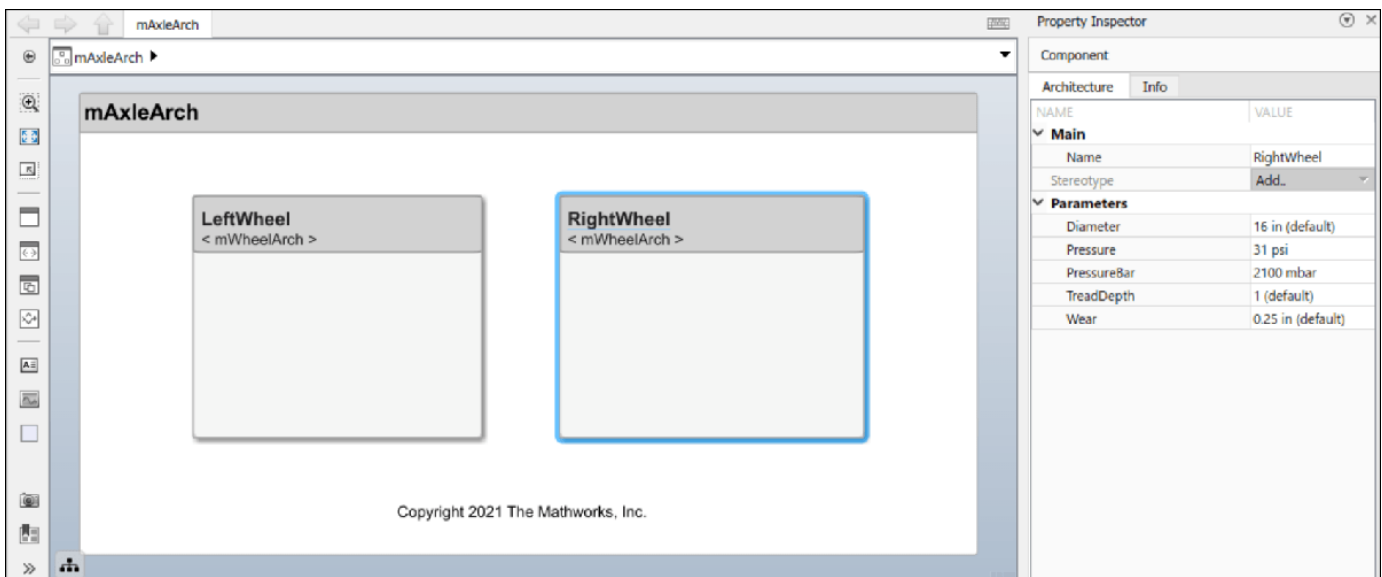 mAxleArch
Property Inspector
mAxleArch
Component
Architecture Info
NAME VALUE
Main
Name RightWheel
Stereotype Add..
Parameters
Diameter 16 in (default)
Pressure 31 psi
PressureBar 2100 mbar
TreadDepth 1 (default)
Wear 0.25 in (default)
mAxleArch
LeftWheel
< mWheelArch >
RightWheel
< mWheelArch >
Copyright 2021 The Mathworks, Inc.